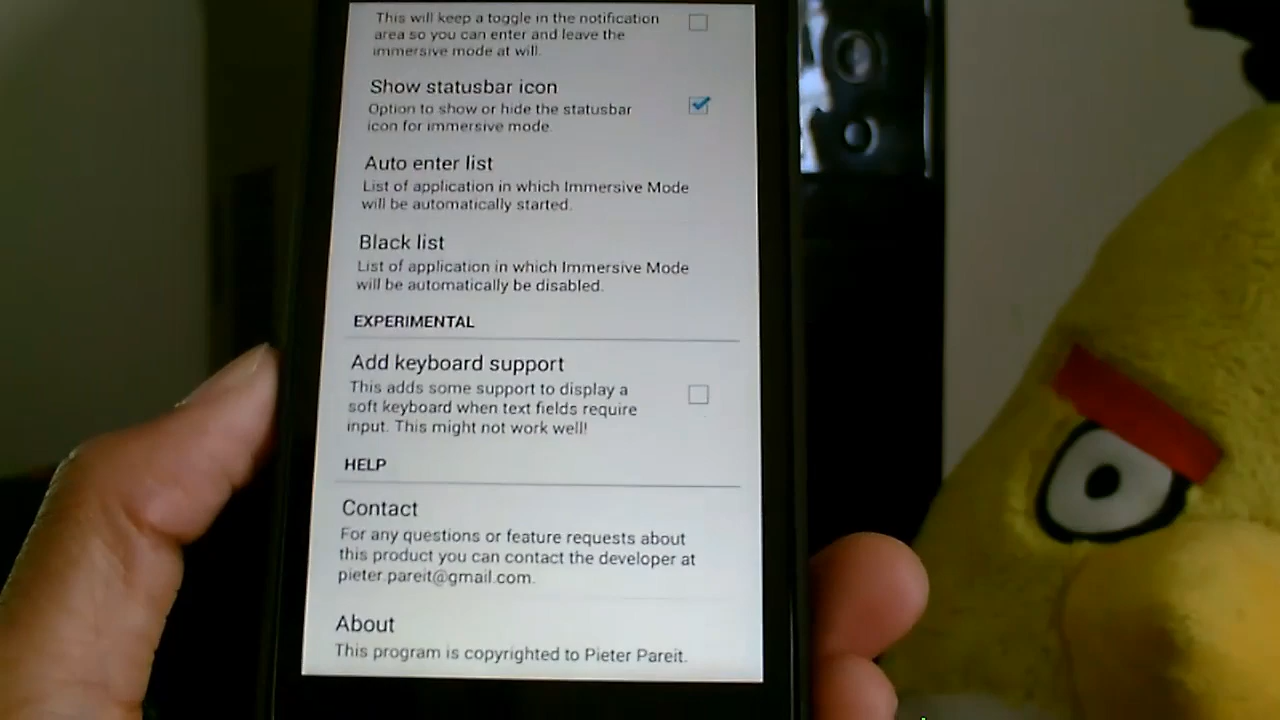 This will keep a toggle in the notification
area so you can enter and leave the
immersive mode at will.
Show statusbar icon
Option to show or hide the statusbar
icon for immersive mode.
Auto enter list
List of application in which Immersive Mode
will be automatically started.
Black list
List of application in which Immersive Mode
will be automatically be disabled.
EXPERIMENTAL
Add keyboard support
This adds some support to display a
soft keyboard when text fields require
input. This might not work well!
HELP
Contact
For any questions or feature requests about
this product you can contact the developer at
pieter.pareit@gmail.com.
About
This program is copyrighted to Pieter Pareit.